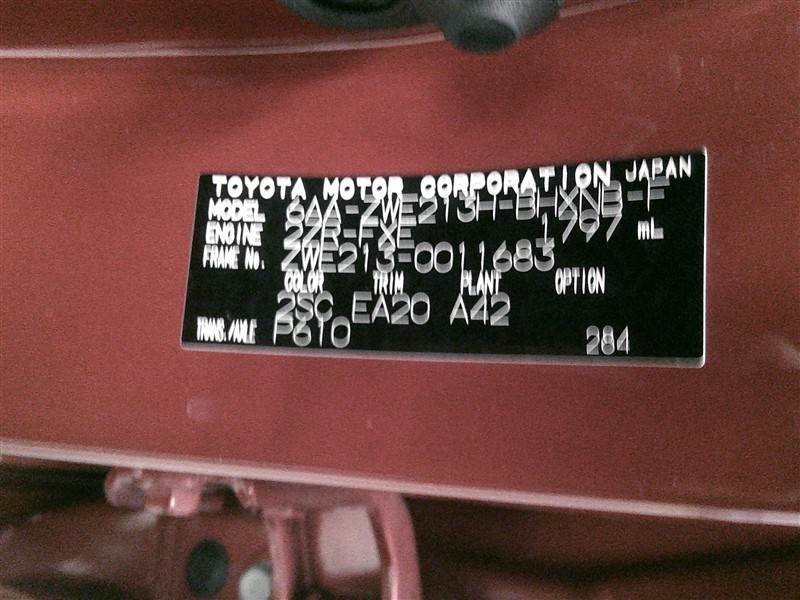 TOYOTA MOTOR CORPORATION JAPAN
MODEL 6AA-ZWE213H-BHXNB-F
ENGINE 2ZR-FXE 1797 mL
FRAME No. ZWE213-0011683
COLOR TRIM PLANT OPTION
2SC EA20 A42
TRANS./AXLE P610 284